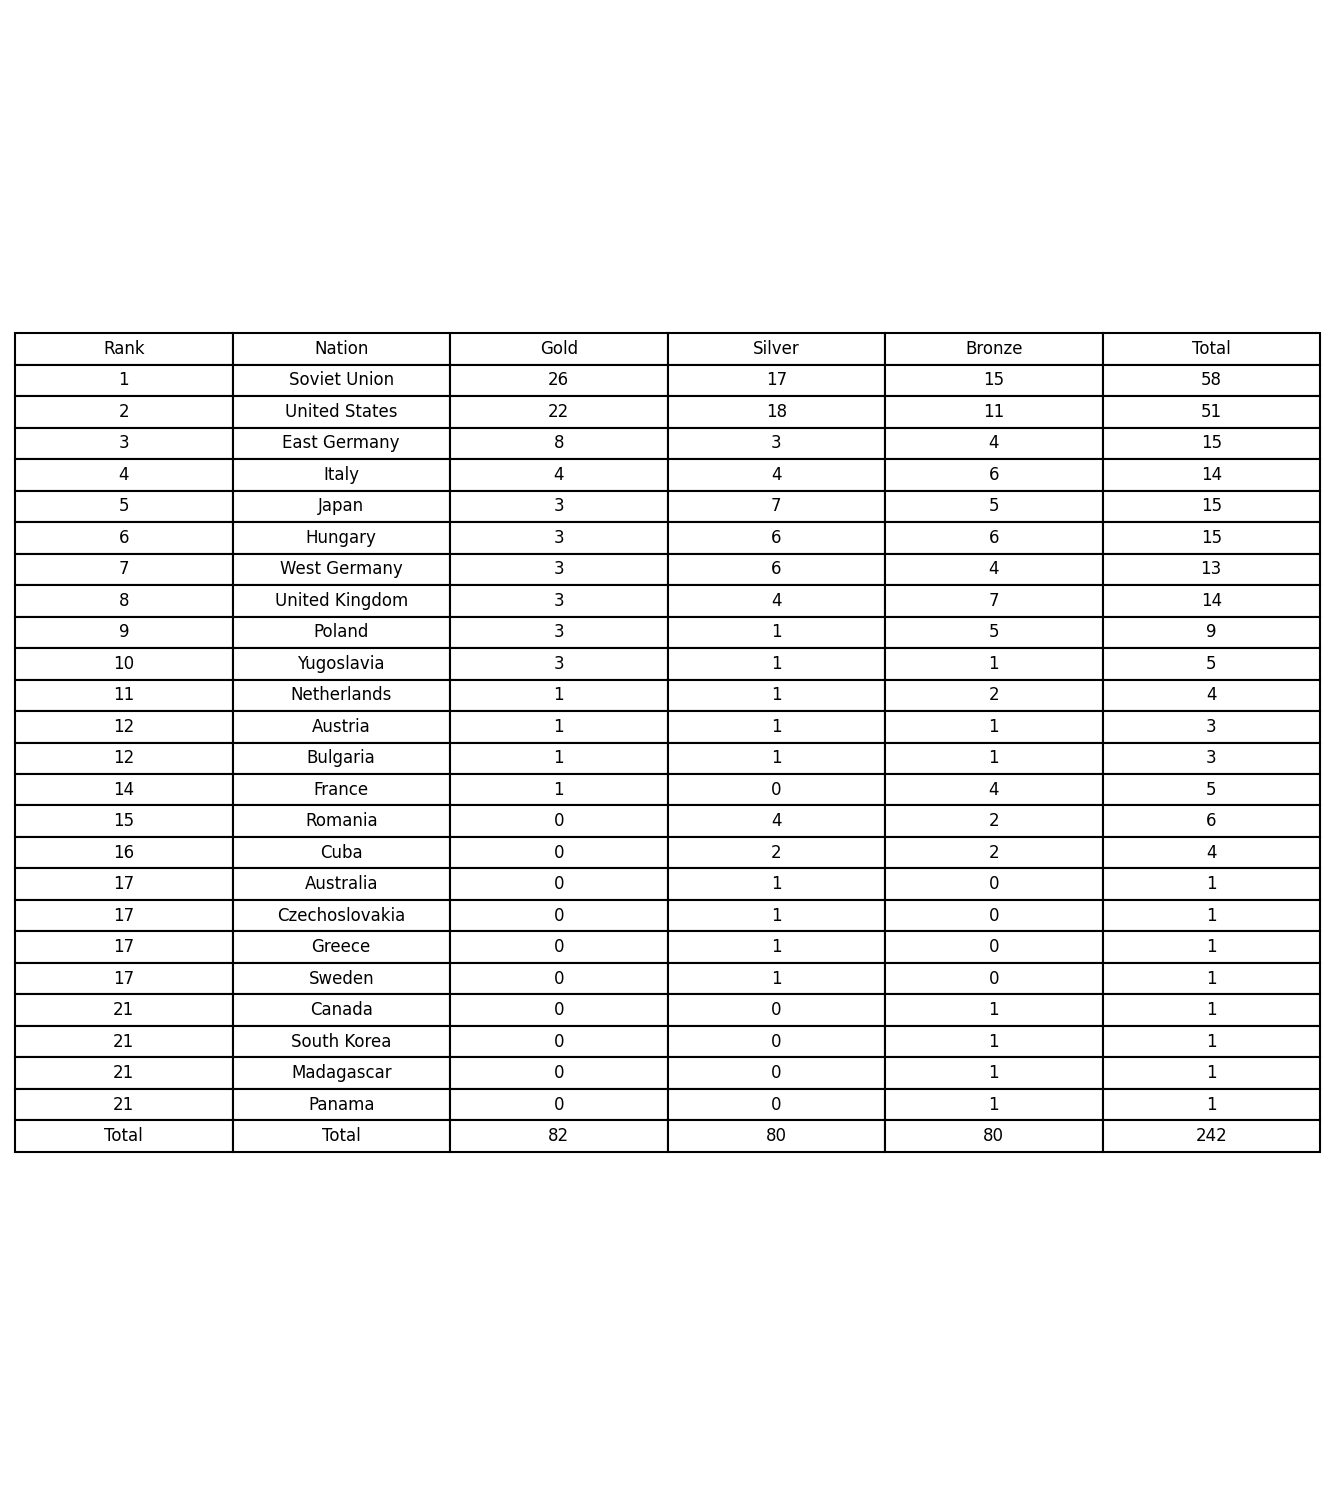 Rank Nation Gold Silver Bronze Total
1 Soviet Union 26 17 15 58
2 United States 22 18 11 51
3 East Germany 8 3 4 15
4 Italy 4 4 6 14
5 Japan 3 7 5 15
6 Hungary 3 6 6 15
7 West Germany 3 6 4 13
8 United Kingdom 3 4 7 14
9 Poland 3 1 5 9
10 Yugoslavia 3 1 1 5
11 Netherlands 1 1 2 4
12 Austria 1 1 1 3
12 Bulgaria 1 1 1 3
14 France 1 0 4 5
15 Romania 0 4 2 6
16 Cuba 0 2 2 4
17 Australia 0 1 0 1
17 Czechoslovakia 0 1 0 1
17 Greece 0 1 0 1
17 Sweden 0 1 0 1
21 Canada 0 0 1 1
21 South Korea 0 0 1 1
21 Madagascar 0 0 1 1
21 Panama 0 0 1 1
Total Total 82 80 80 242